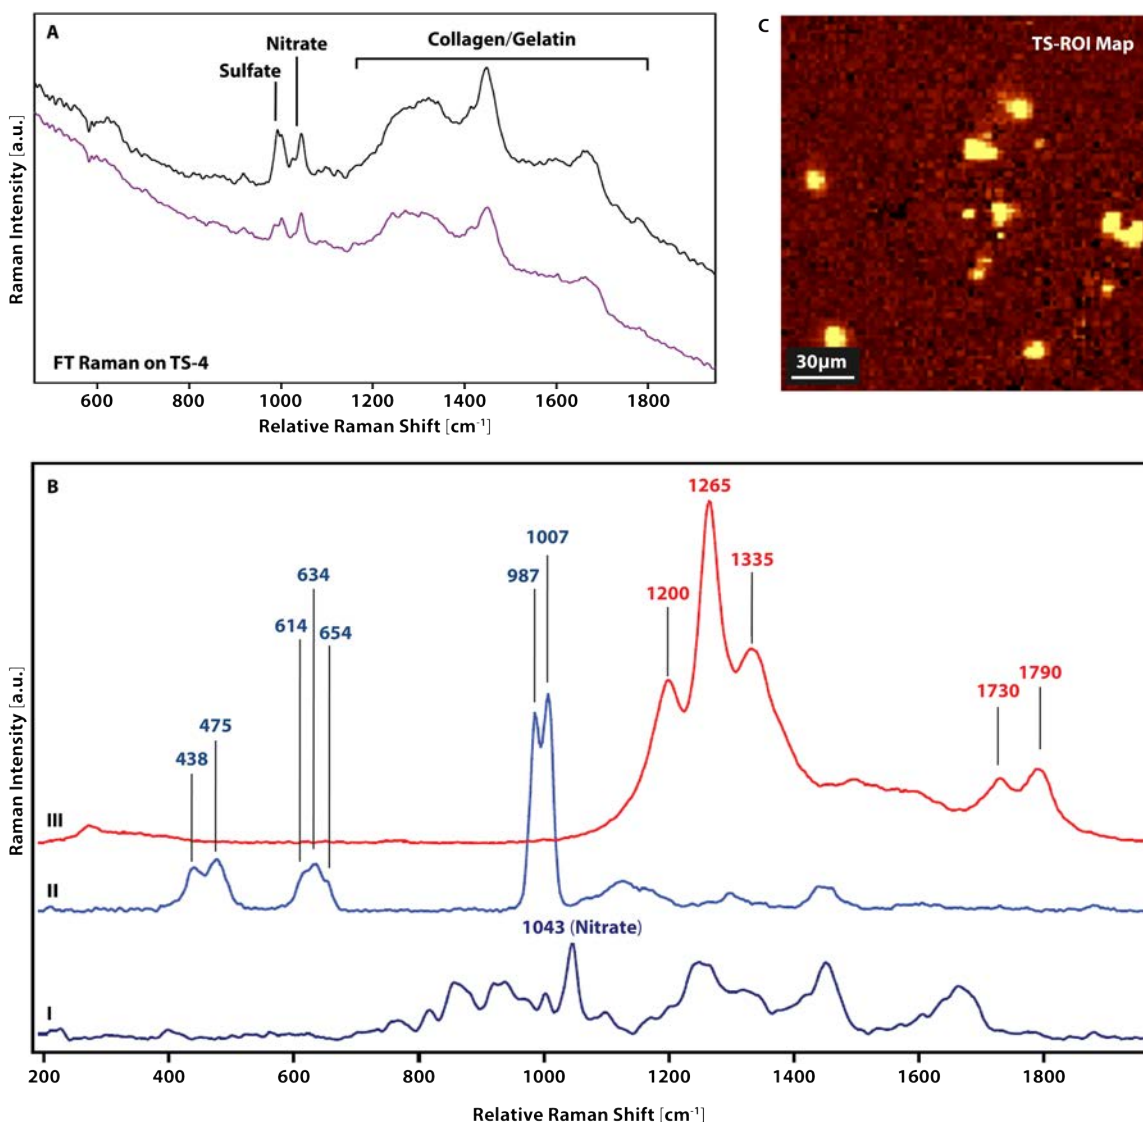 A
Nitrate
Sulfate
Collagen/Gelatin
Raman Intensity [a.u.]
FT Raman on TS-4
600 800 1000 1200 1400 1600 1800
Relative Raman Shift [cm-1]
C
TS-ROI Map
30µm
B
1265
1007
987
634
614
654
1335
1200
475
438
1730
1790
Raman Intensity [a.u.]
III
II
1043 (Nitrate)
I
200 400 600 800 1000 1200 1400 1600 1800
Relative Raman Shift [cm-1]